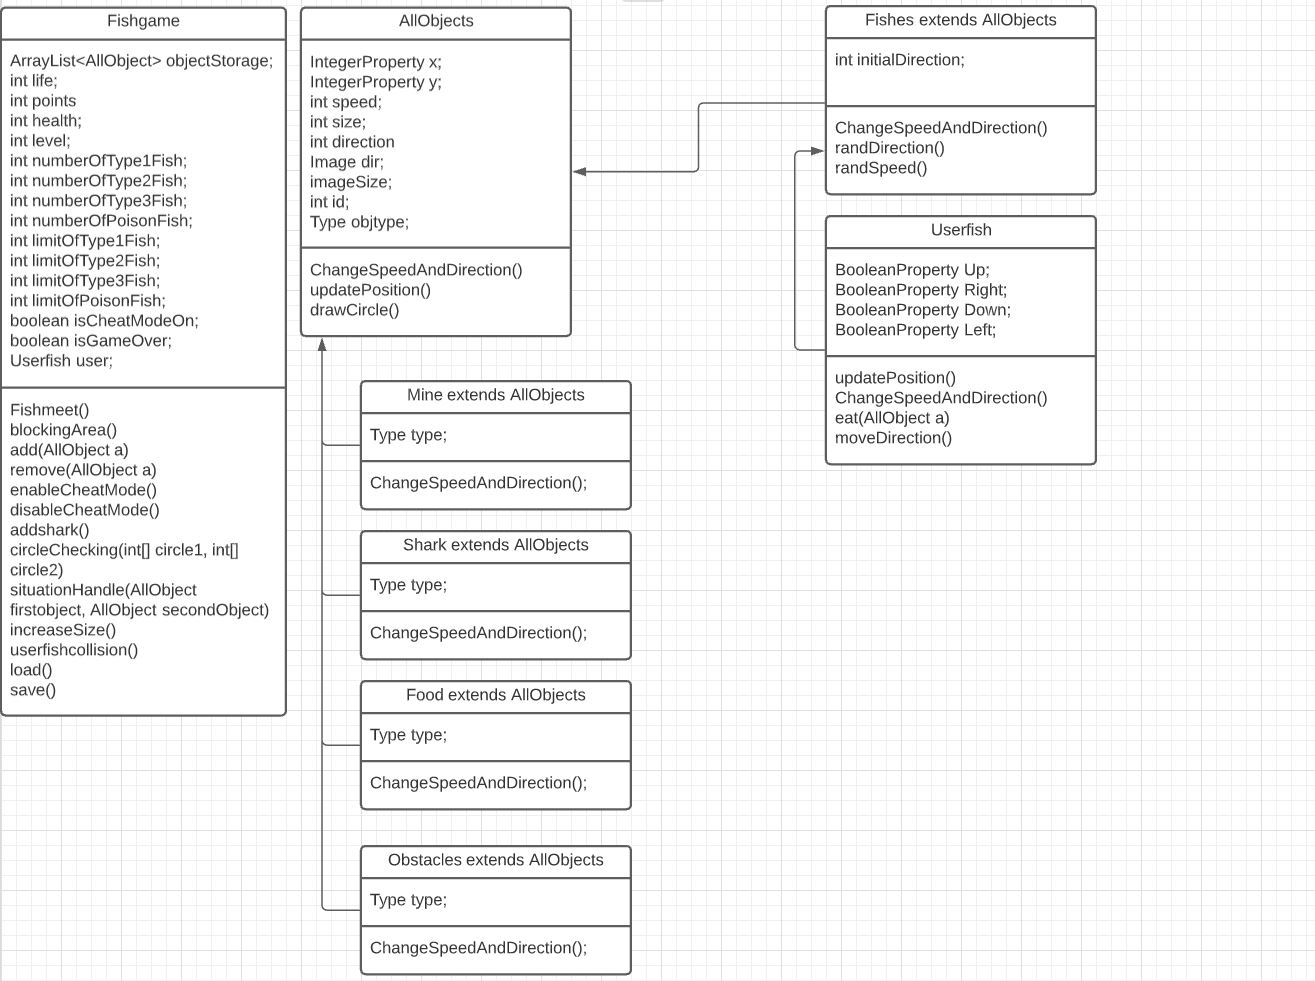 Fishgame
ArrayList<AllObject> objectStorage;
int life;
int points
int health;
int level;
int numberOfType1Fish;
int numberOfType2Fish;
int numberOfType3Fish;
int numberOfPoisonFish;
int limitOfType1Fish;
int limitOfType2Fish;
int limitOfType3Fish;
int limitOfPoisonFish;
boolean isCheatModeOn;
boolean isGameOver;
Userfish user;
Fishmeet()
blockingArea()
add(AllObject a)
remove(AllObject a)
enableCheatMode()
disableCheatMode()
addshark()
circleChecking(int[] circle1, int[]
circle2)
situationHandle(AllObject
firstobject, AllObject secondObject)
increaseSize()
userfishcollision()
load()
save()
AllObjects
IntegerProperty x;
IntegerProperty y;
int speed;
int size;
int direction
Image dir;
imageSize;
int id;
Type objtype;
ChangeSpeedAndDirection()
updatePosition()
drawCircle()
Mine extends AllObjects
Type type;
ChangeSpeedAndDirection();
Shark extends AllObjects
Type type;
ChangeSpeedAndDirection();
Food extends AllObjects
Type type;
ChangeSpeedAndDirection();
Obstacles extends AllObjects
Type type;
ChangeSpeedAndDirection();
Fishes extends AllObjects
int initialDirection;
ChangeSpeedAndDirection()
randDirection()
randSpeed()
Userfish
BooleanProperty Up;
BooleanProperty Right;
BooleanProperty Down;
BooleanProperty Left;
updatePosition()
ChangeSpeedAndDirection()
eat(AllObject a)
moveDirection()